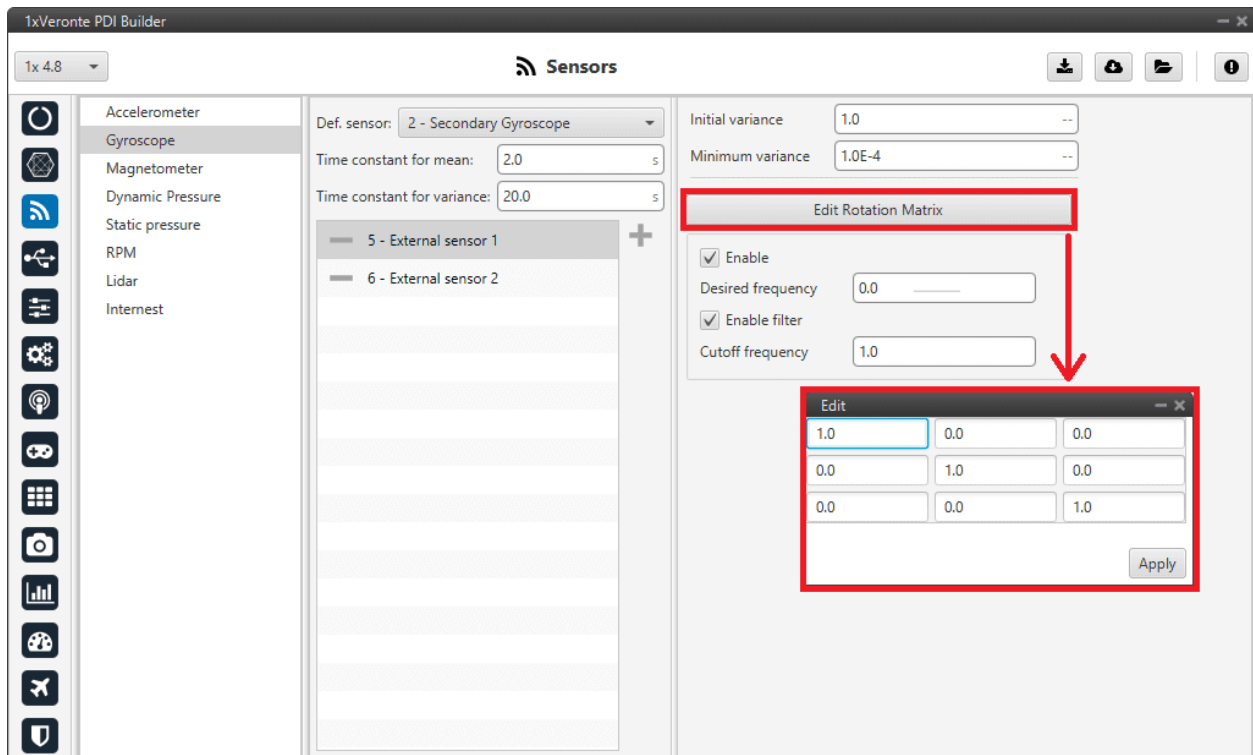 1xVeronte PDI Builder
1x 4.8
Sensors
Accelerometer
Gyroscope
Magnetometer
Dynamic Pressure
Static pressure
RPM
Lidar
Internest
Def. sensor: 2 - Secondary Gyroscope
Time constant for mean: 2.0 s
Time constant for variance: 20.0 s
5 - External sensor 1
6 - External sensor 2
Initial variance 1.0 --
Minimum variance 1.0E-4 --
Edit Rotation Matrix
Enable
Desired frequency 0.0
Enable filter
Cutoff frequency 1.0
Edit
1.0 0.0 0.0
0.0 1.0 0.0
0.0 0.0 1.0
Apply